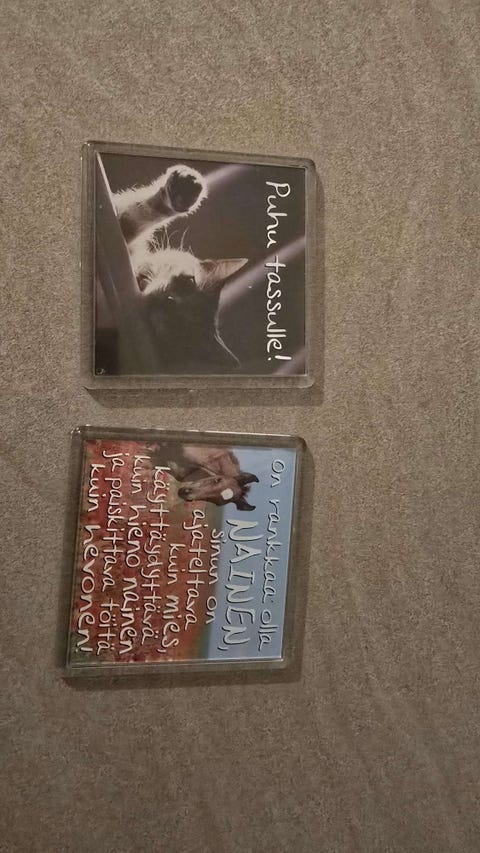 Puhu tassulle!
On rankkaa olla
NAINEN,
sinun on
ajateltava
kuin mies,
käyttäydyttävä
kuin hieno nainen
ja paiskittava töitä
kuin hevonen!